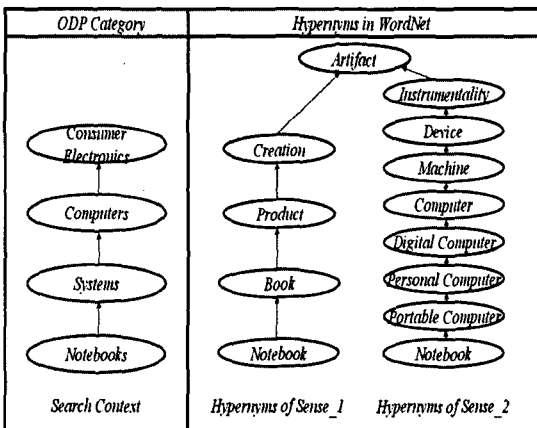 ODP Category
Hypernyms in WordNet
Consumer
Electronics
Computers
Systems
Notebooks
Search Context
Artifact
Creation
Product
Book
Notebook
Hypernyms of Sense_1
Instrumentality
Device
Machine
Computer
Digital Computer
Personal Computer
Portable Computer
Notebook
Hypernyms of Sense_2